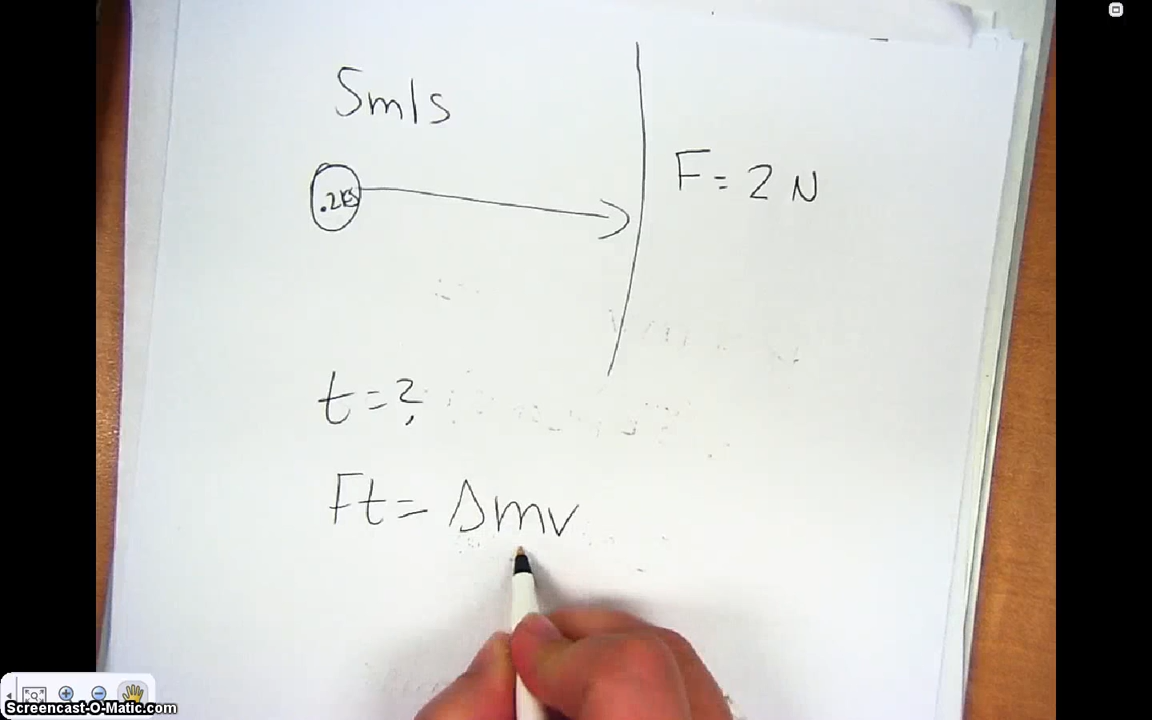 5m/s
.2kg
F = 2 N
t = ?
Ft = Δmv
Screencast-O-Matic.com